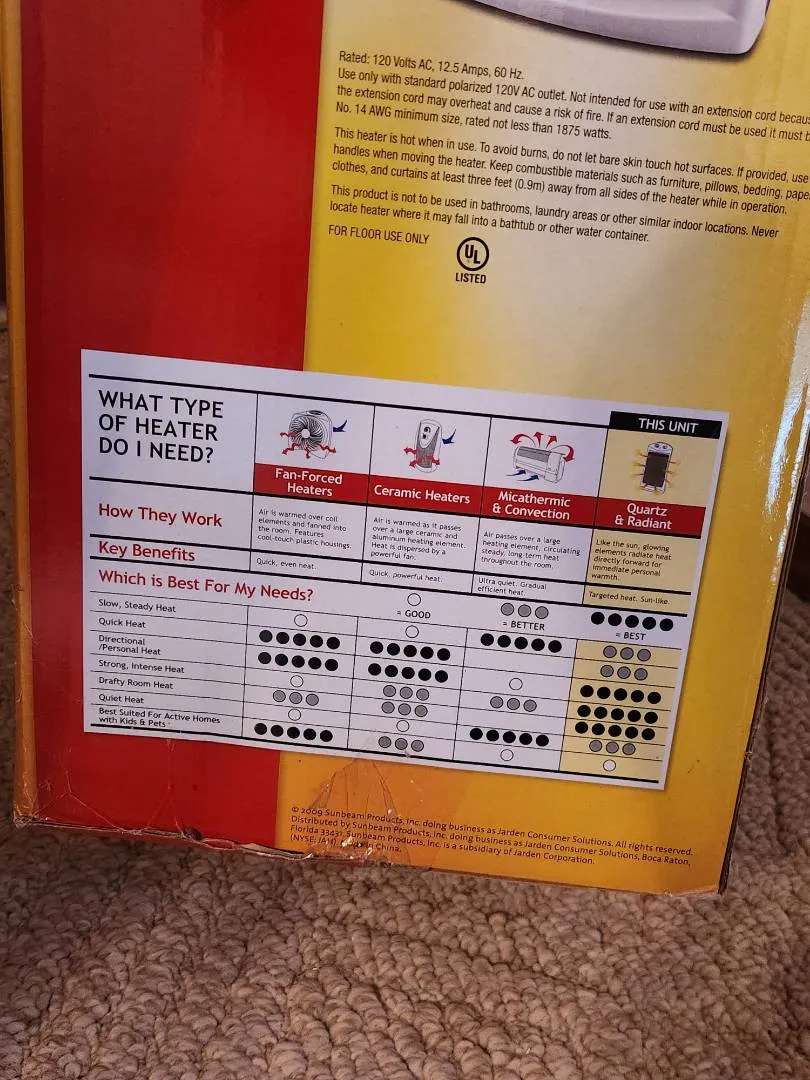 Rated: 120 Volts AC, 12.5 Amps, 60 Hz.
Use only with standard polarized 120V AC outlet. Not intended for use with an extension cord
the extension cord may overheat and cause a risk of fire. If an extension cord must be used it must
No. 14 AWG minimum size, rated not less than 1875 watts.
This heater is hot when in use. To avoid burns, do not let bare skin touch hot surfaces. If provided, use
handles when moving the heater. Keep combustible materials such as furniture, pillows, bedding,
clothes, and curtains at least three feet (0.9m) away from all sides of the heater while in operation.
This product is not to be used in bathrooms, laundry areas or other similar indoor locations. Never
locate heater where it may fall into a bathtub or other water container.
FOR FLOOR USE ONLY
UL
LISTED
WHAT TYPE
OF HEATER
DO I NEED?
THIS UNIT
Fan-Forced
Heaters
Ceramic Heaters
Micathermic
& Convection
Quartz
& Radiant
How They Work
Air is warmed over coil
elements and fanned into
the room. Features
cool-touch plastic housings.
Air is warmed as it passes
over a large ceramic and
aluminum heating element.
Heat is dispersed by a
powerful fan.
Air passes over a large
heating element, circulating
steady, long-term heat
throughout the room.
Like the sun, glowing
elements radiate heat
directly forward for
immediate personal
warmth.
Key Benefits
Quick, even heat.
Quick, powerful heat.
Ultra quiet. Gradual
efficient heat.
Targeted heat. Sun-like.
Which is Best For My Needs?
= GOOD
= BETTER
= BEST
Slow, Steady Heat
Quick Heat
Directional
/Personal Heat
Strong, Intense Heat
Drafty Room Heat
Quiet Heat
Best Suited For Active Homes
with Kids & Pets
© 2009 Sunbeam Products, Inc. doing business as Jarden Consumer Solutions. All rights reserved.
Distributed by Sunbeam Products, Inc. doing business as Jarden Consumer Solutions, Boca Raton,
Florida 33431. Sunbeam Products, Inc. is a subsidiary of Jarden Corporation.
(NYSE: JAH). in China.